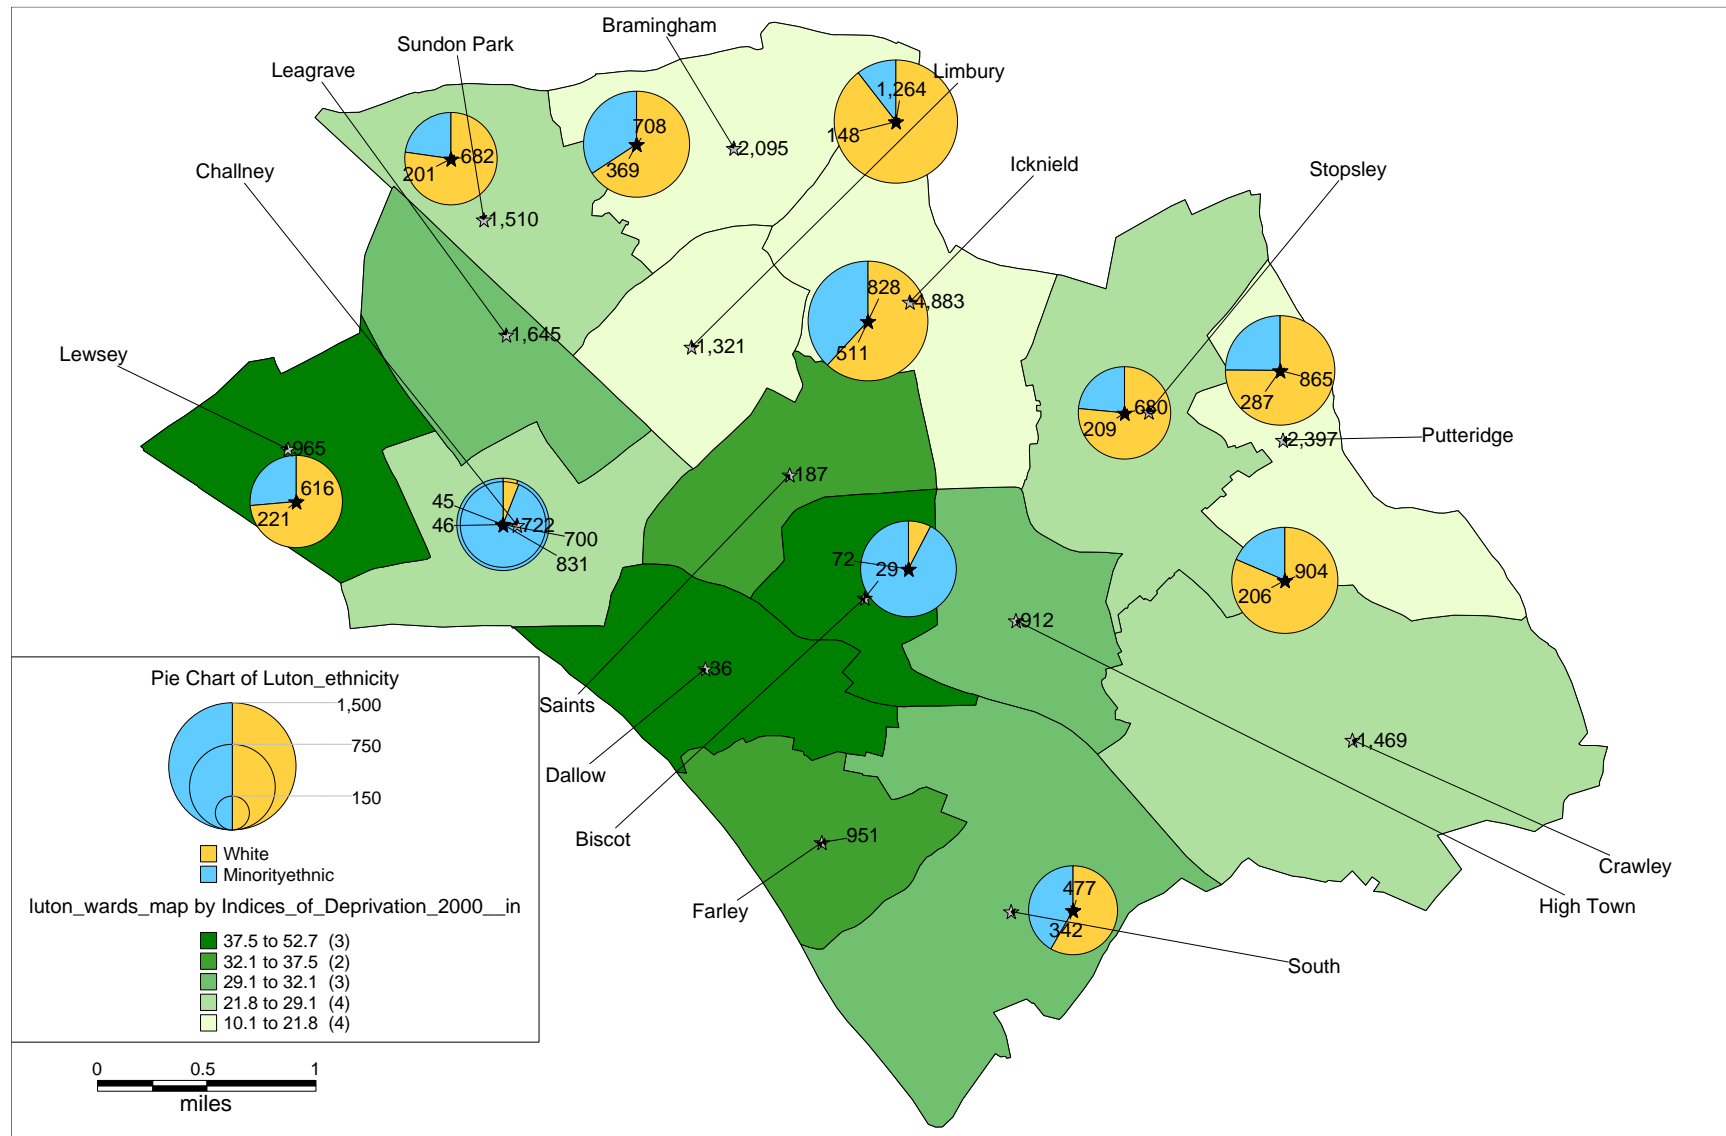 Bramingham
Sundon Park
Leagrave
Limbury
1,264
148
708
369
2,095
682
201
Challney
Icknield
Stopsley
1,510
828
4,883
511
1,645
1,321
Lewsey
865
287
680
209
2,397
Putteridge
965
187
616
221
45
46
722
700
831
72
29
904
206
912
36
Saints
1,469
Dallow
Biscot
951
Crawley
Farley
477
342
High Town
South
Pie Chart of Luton_ethnicity
1,500
750
150
White
Minorityethnic
luton_wards_map by Indices_of_Deprivation_2000__in
37.5 to 52.7 (3)
32.1 to 37.5 (2)
29.1 to 32.1 (3)
21.8 to 29.1 (4)
10.1 to 21.8 (4)
0 0.5 1
miles